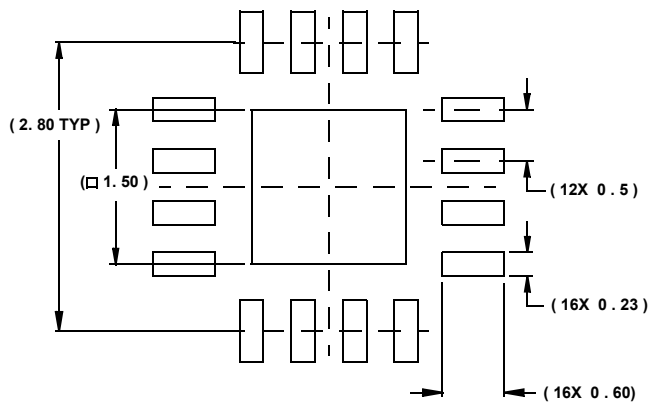 ( 2. 80 TYP )
(□ 1. 50 )
( 12X 0 . 5 )
( 16X 0 . 23 )
( 16X 0 . 60)